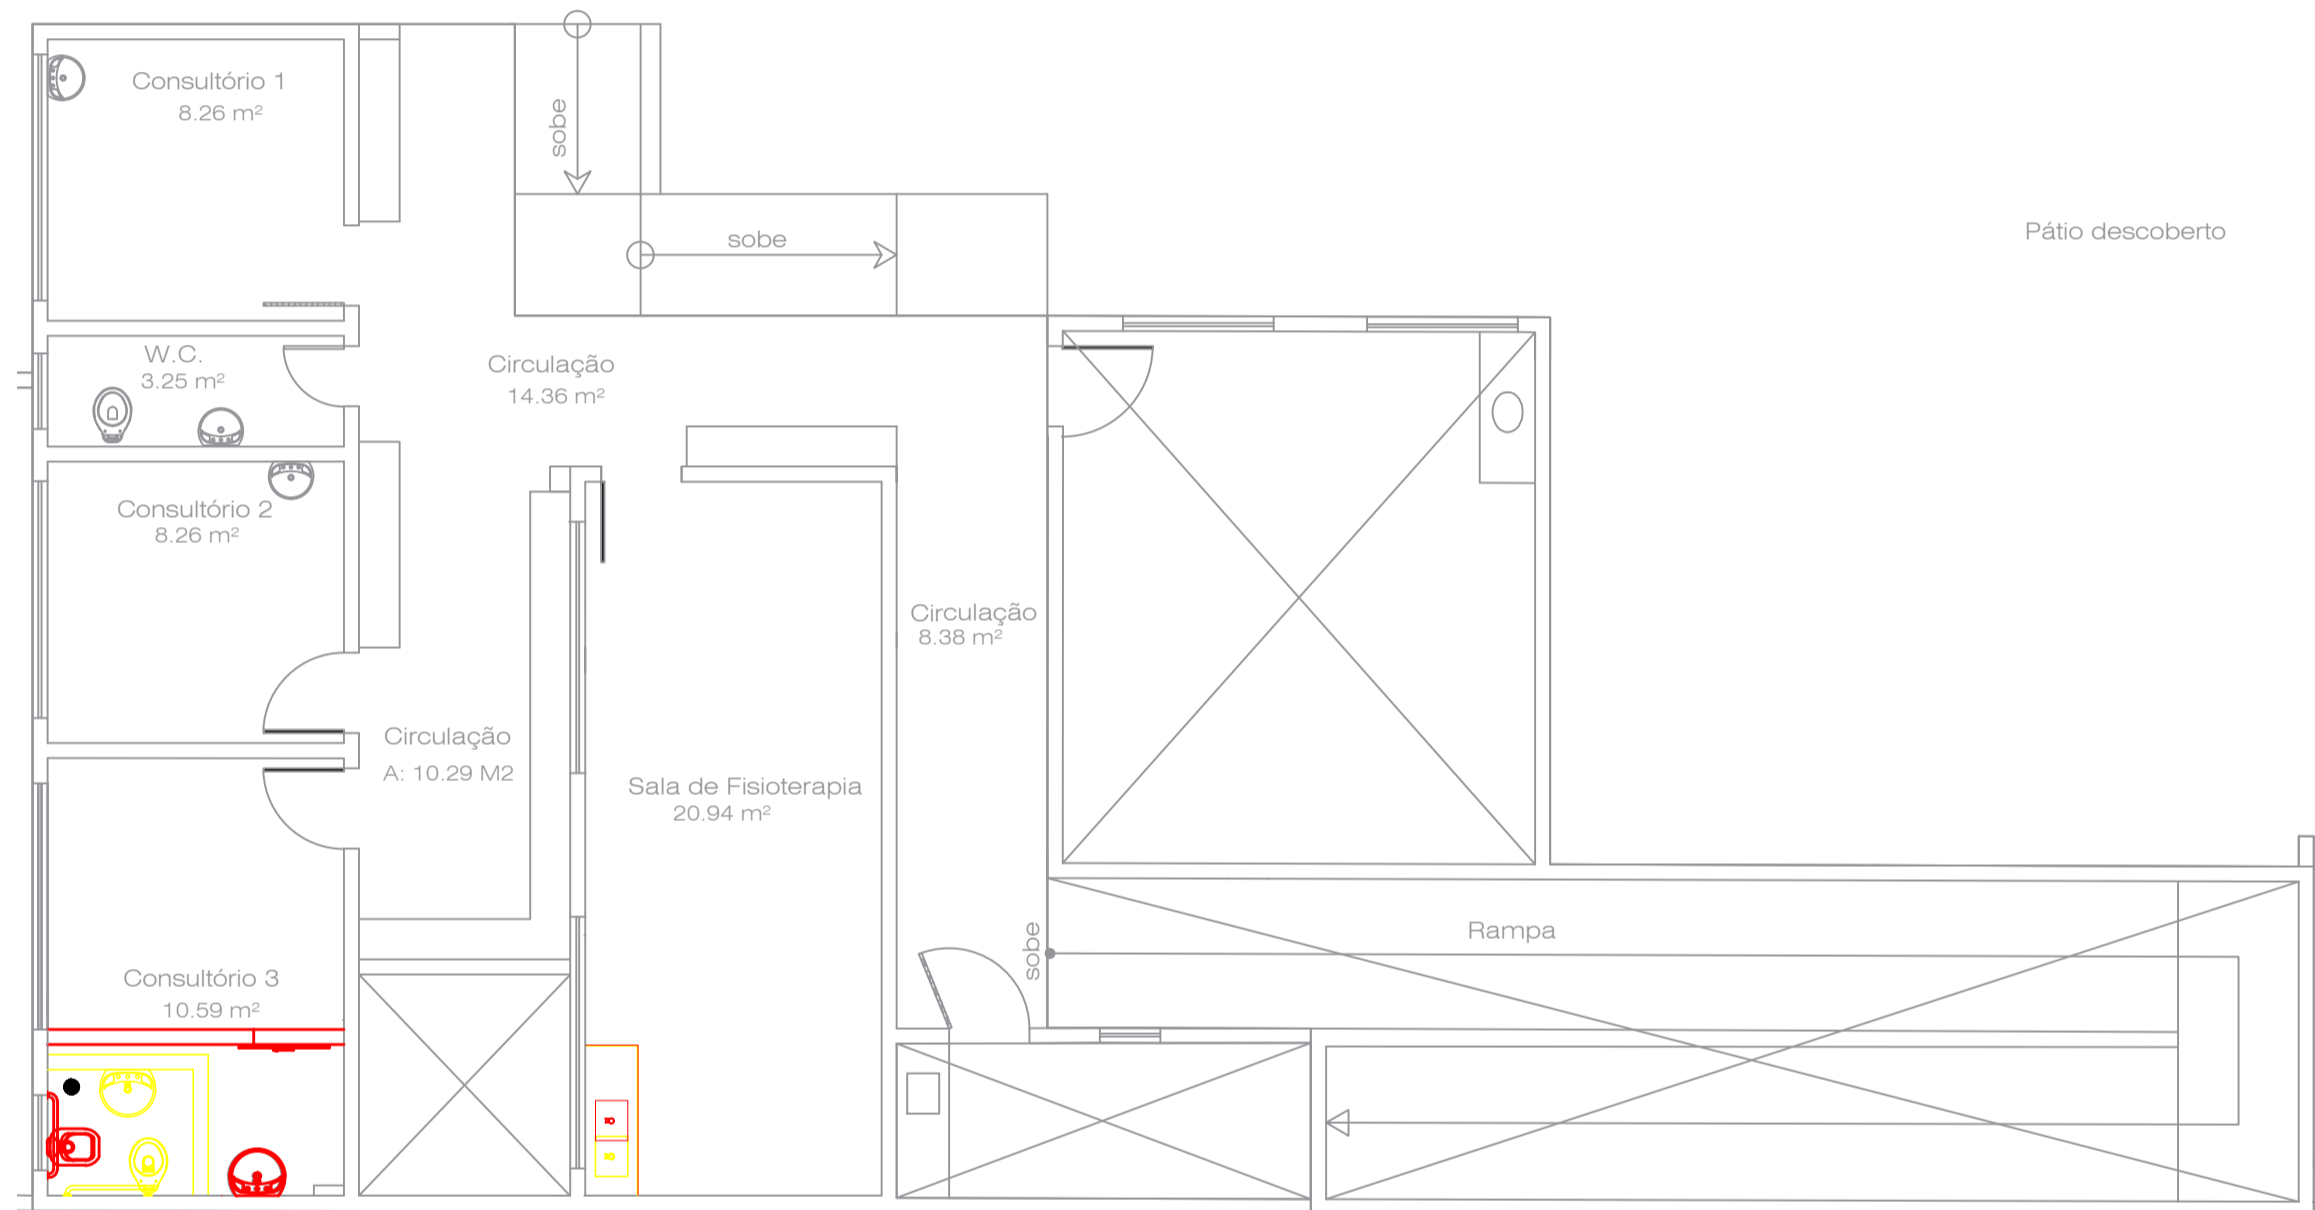 Consultório 1
8.26 m²
sobe
sobe
Pátio descoberto
W.C.
3.25 m²
Circulação
14.36 m²
Consultório 2
8.26 m²
Circulação
8.38 m²
Circulação
A: 10.29 M2
Sala de Fisioterapia
20.94 m²
sobe
Rampa
Consultório 3
10.59 m²